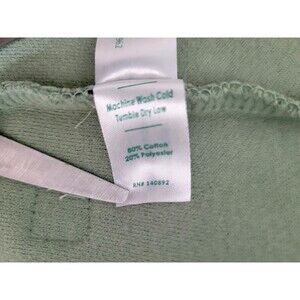 Machine Wash Cold
Tumble Dry Low
80% Cotton
20% Polyester
RN# 140892